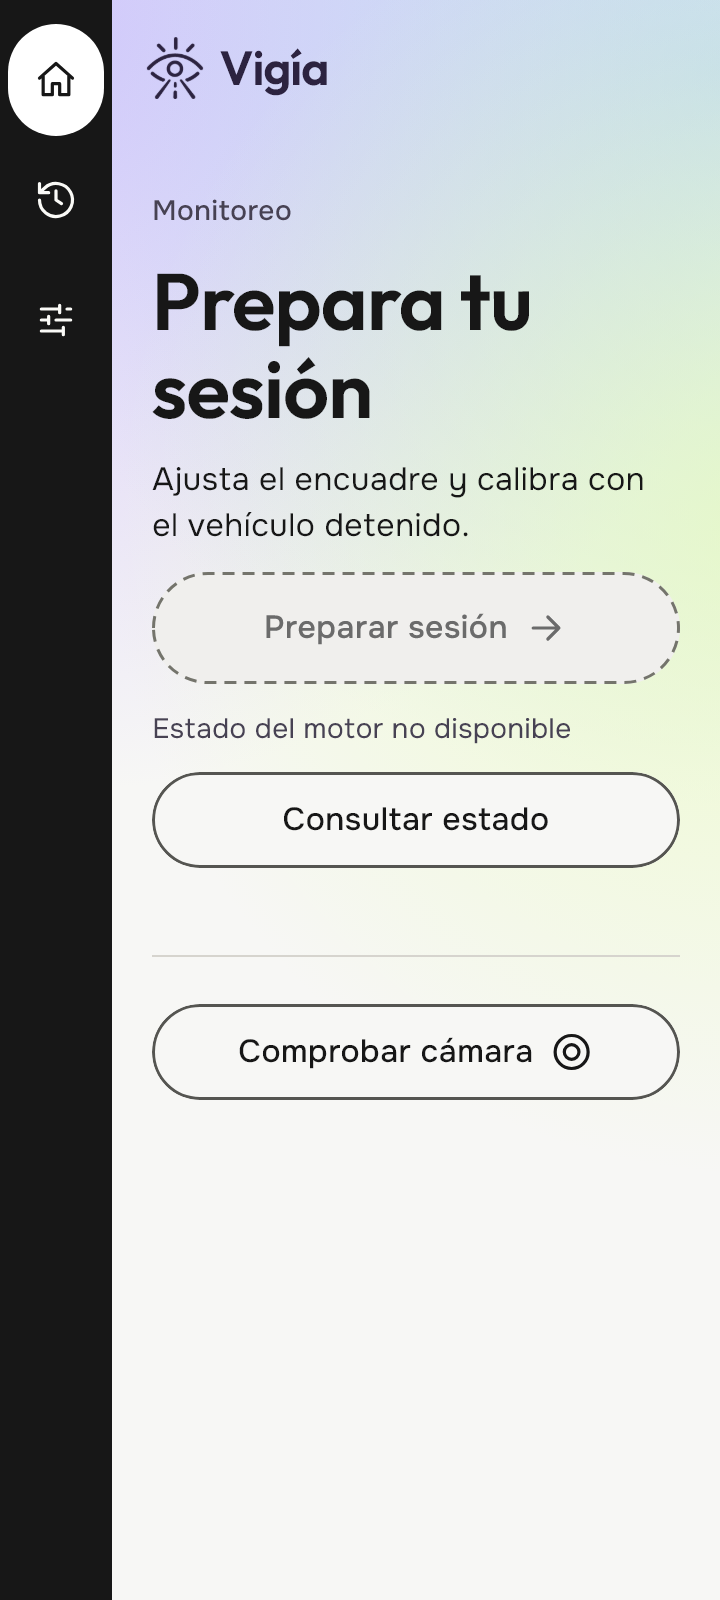 Vigía
Monitoreo
Prepara tu
sesión
Ajusta el encuadre y calibra con
el vehículo detenido.
Preparar sesión
Estado del motor no disponible
Consultar estado
Comprobar cámara